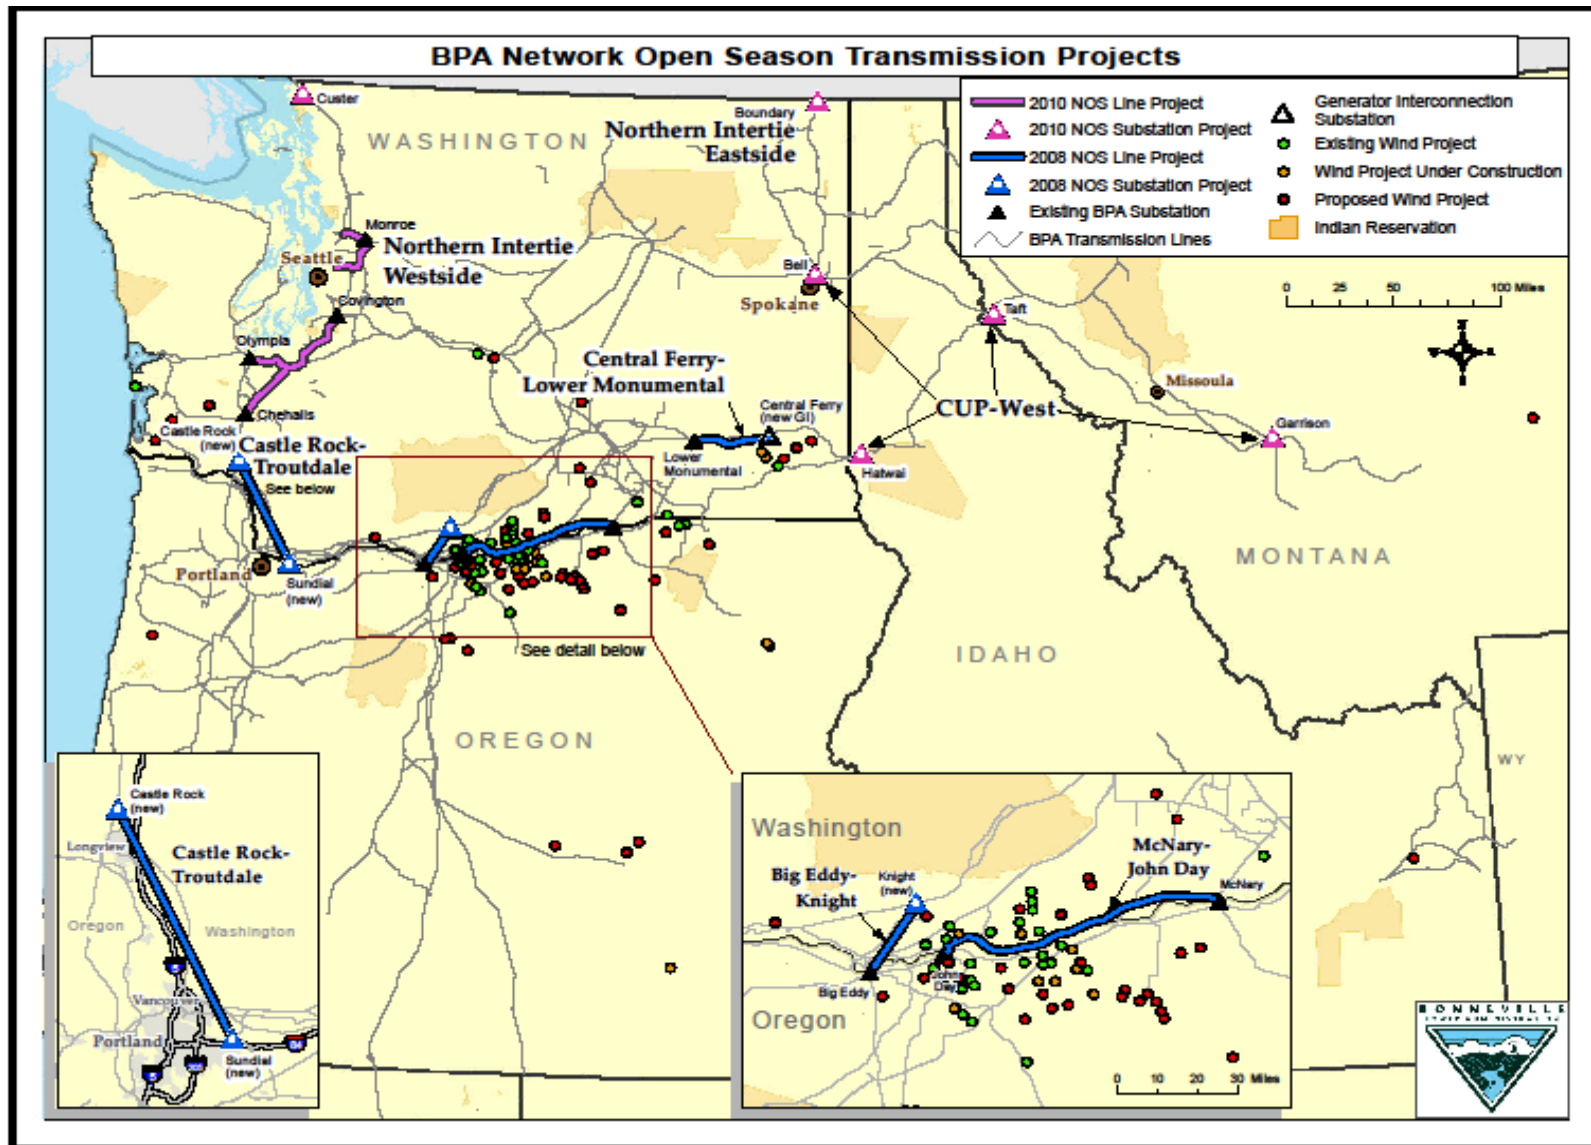 BPA Network Open Season Transmission Projects
2010 NOS Line Project
2010 NOS Substation Project
2008 NOS Line Project
2008 NOS Substation Project
Existing BPA Substation
BPA Transmission Lines
Generator Interconnection
Substation
Existing Wind Project
Wind Project Under Construction
Proposed Wind Project
Indian Reservation
0 25 50 100 Miles
Custer
WASHINGTON
Boundary
Northern Intertie
Eastside
Monroe
Northern Intertie
Westside
Seattle
Covington
Olympia
Chehalis
Bell
Spokane
Taft
Missoula
Garrison
CUP-West
Hatwai
Central Ferry-
Lower Monumental
Central Ferry
(new GI)
Lower
Monumental
Castle Rock
(new)
Castle Rock-
Troutdale
See below
Portland
Sundial
(new)
See detail below
MONTANA
IDAHO
OREGON
WY
Castle Rock
(new)
Longview
Castle Rock-
Troutdale
Oregon
Washington
Vancouver
Portland
Sundial
(new)
Washington
McNary-
John Day
Big Eddy-
Knight
Knight
(new)
McNary
Big Eddy
John
Day
Oregon
0 10 20 30 Miles
BONNEVILLE